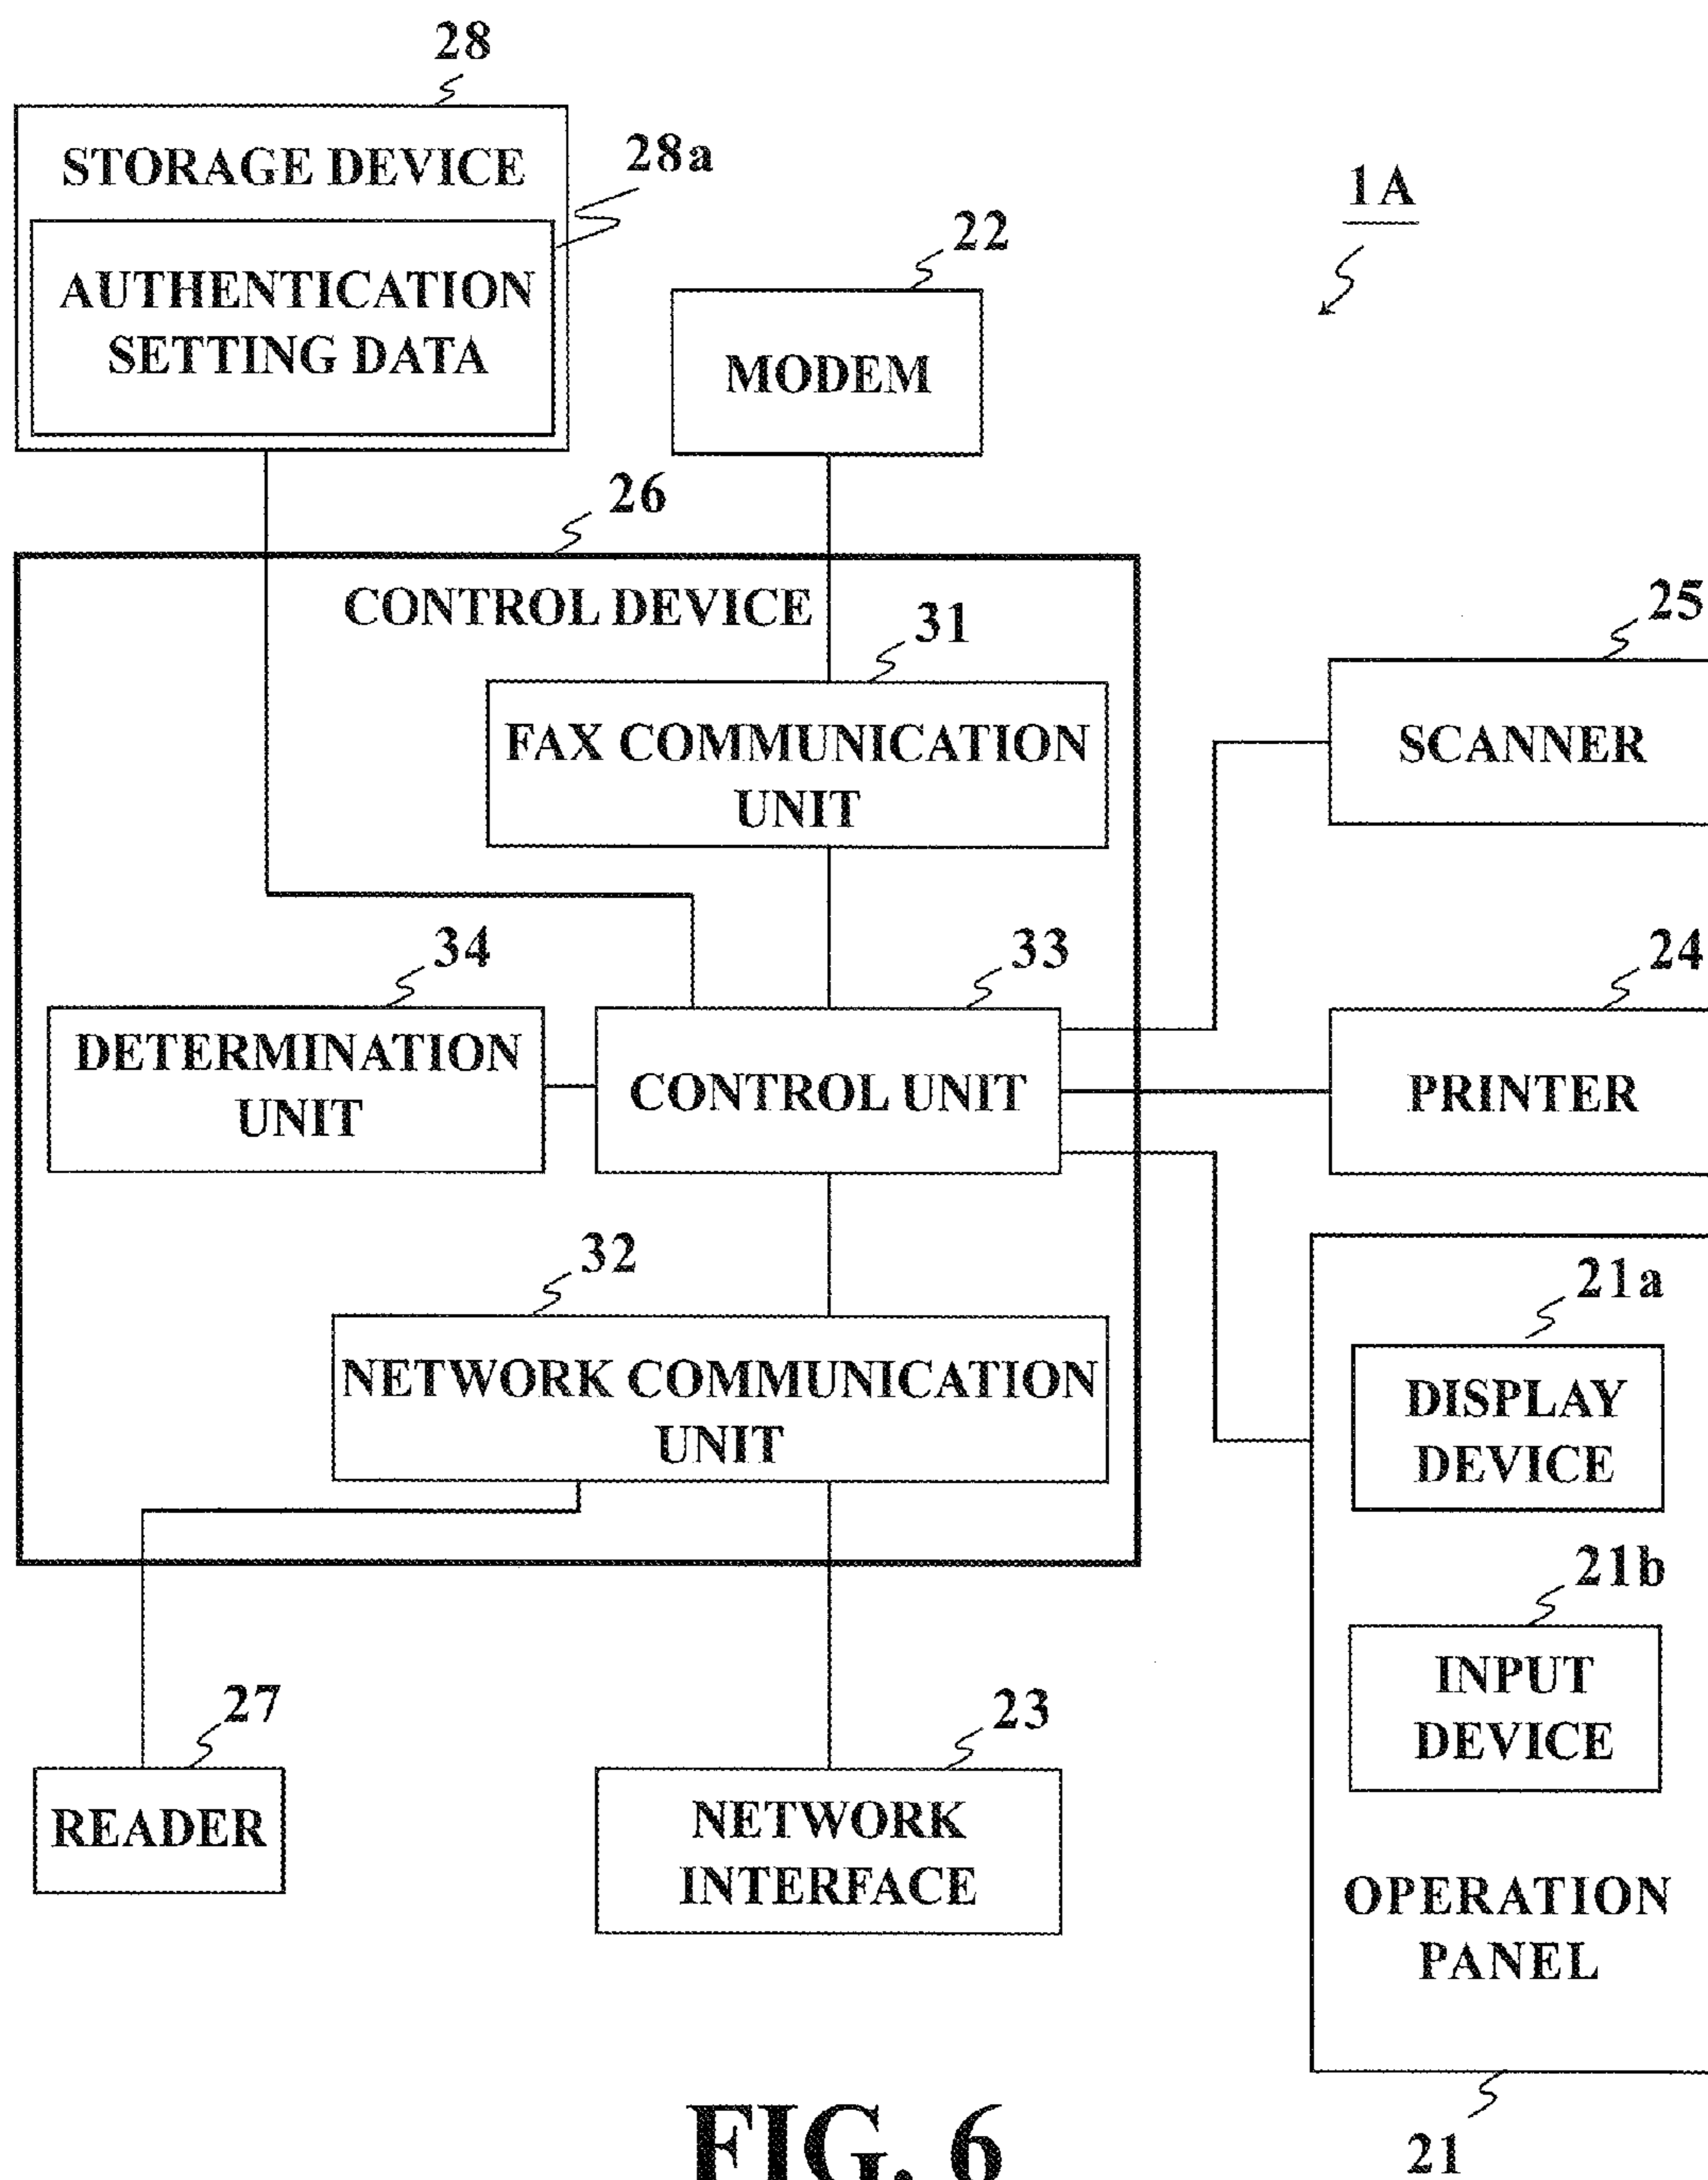 28
STORAGE DEVICE
28a
AUTHENTICATION
SETTING DATA
1A
22
MODEM
26
CONTROL DEVICE
31
FAX COMMUNICATION
UNIT
25
SCANNER
34
DETERMINATION
UNIT
33
CONTROL UNIT
24
PRINTER
32
NETWORK COMMUNICATION
UNIT
21a
DISPLAY
DEVICE
21b
INPUT
DEVICE
27
READER
23
NETWORK
INTERFACE
OPERATION
PANEL
21
FIG. 6